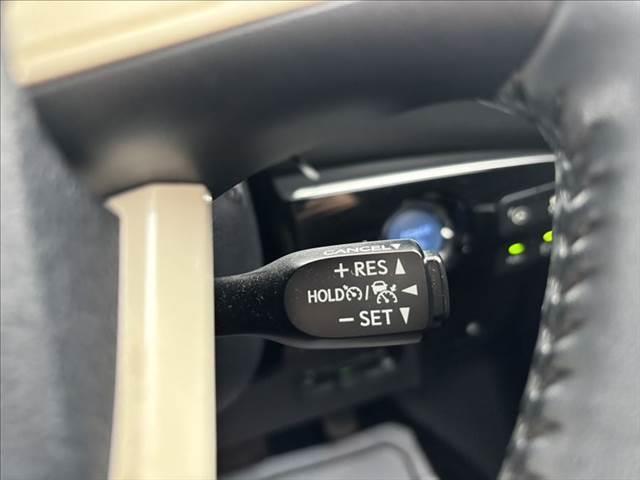 CANCEL▼
+RES▲
HOLD / ◀
−SET▼